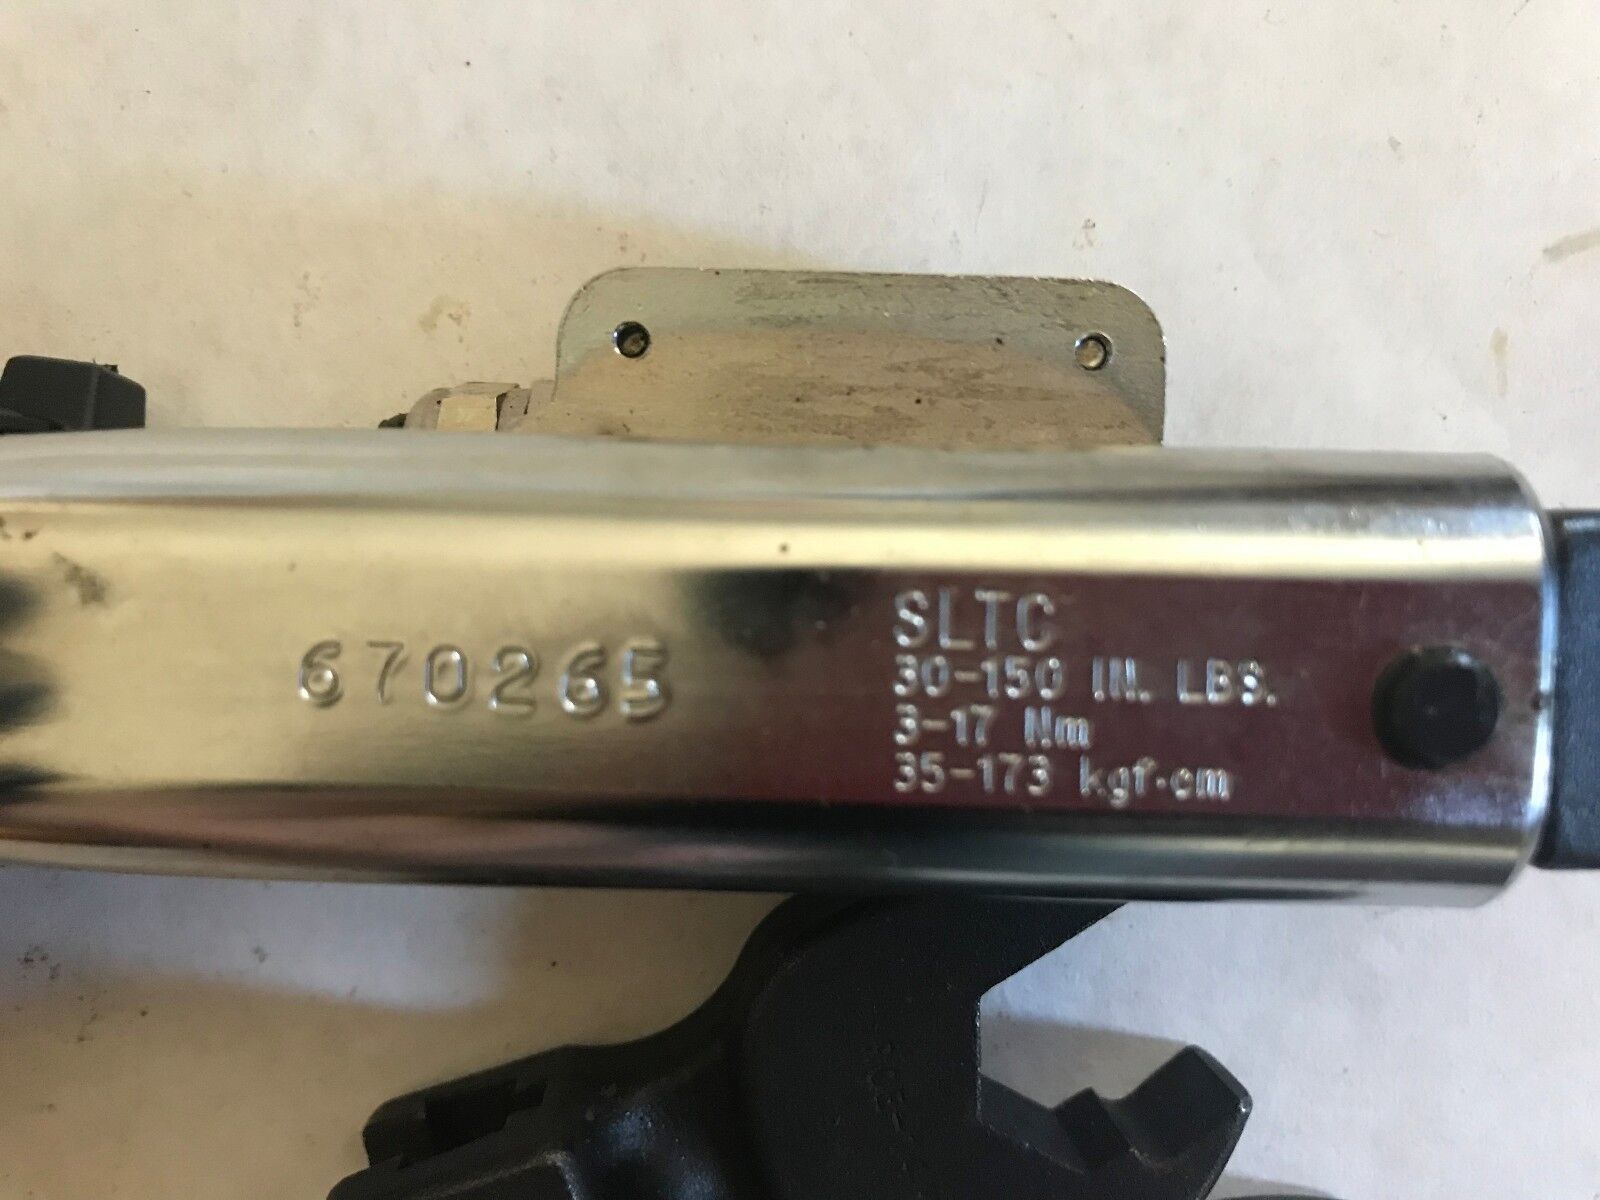 670265
SLTC
30-150 IN. LBS.
3-17 Nm
35-173 kgf·cm